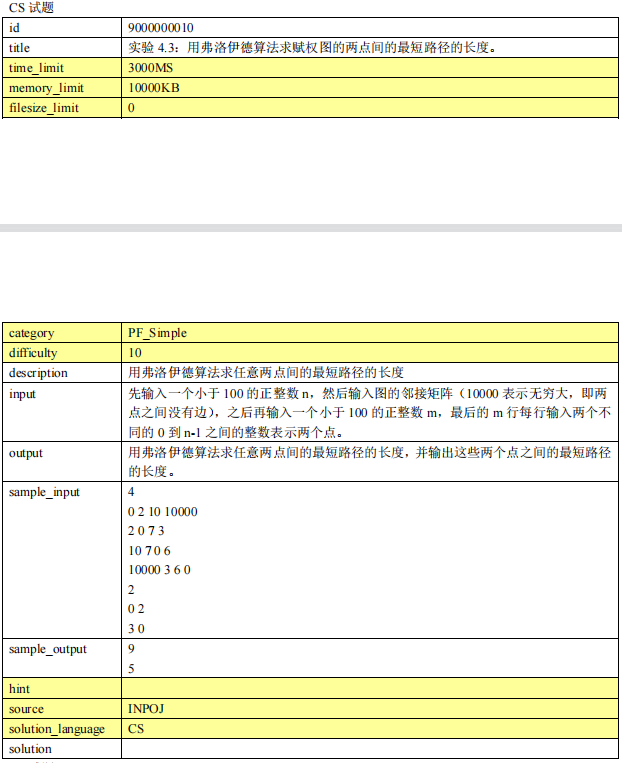 CS 试题
id 9000000010
title 实验 4.3：用弗洛伊德算法求赋权图的两点间的最短路径的长度。
time_limit 3000MS
memory_limit 10000KB
filesize_limit 0
category PF_Simple
difficulty 10
description 用弗洛伊德算法求任意两点间的最短路径的长度
input 先输入一个小于 100 的正整数 n，然后输入图的邻接矩阵（10000 表示无穷大，即两
点之间没有边），之后再输入一个小于 100 的正整数 m，最后的 m 行每行输入两个不
同的 0 到 n-1 之间的整数表示两个点。
output 用弗洛伊德算法求任意两点间的最短路径的长度，并输出这些两个点之间的最短路径
的长度。
sample_input 4
0 2 10 10000
2 0 7 3
10 7 0 6
10000 3 6 0
2
0 2
3 0
sample_output 9
5
hint
source INPOJ
solution_language CS
solution